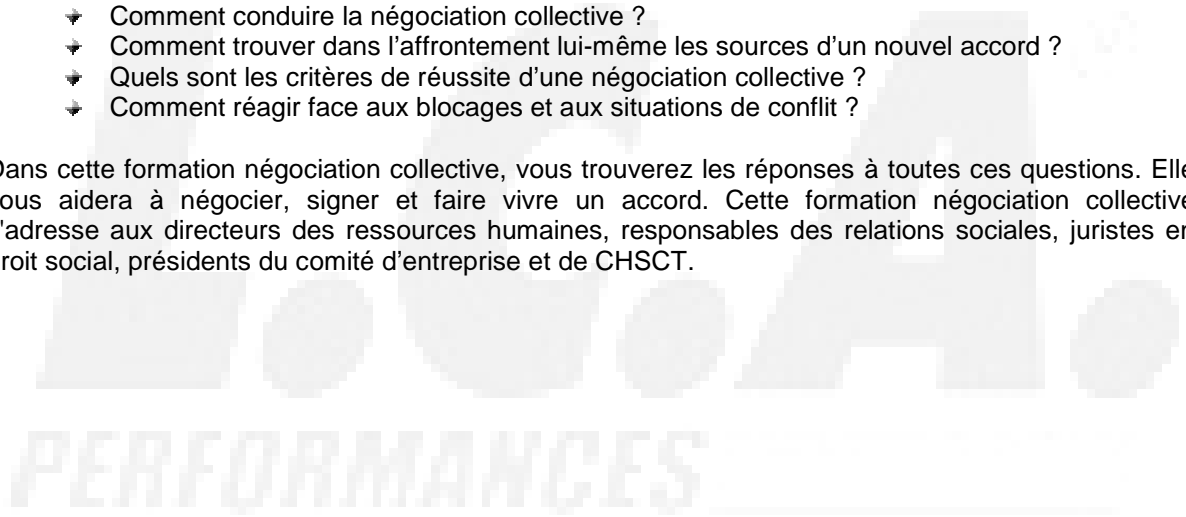 Comment conduire la négociation collective ?
Comment trouver dans l'affrontement lui-même les sources d'un nouvel accord ?
Quels sont les critères de réussite d'une négociation collective ?
Comment réagir face aux blocages et aux situations de conflit ?
Dans cette formation négociation collective, vous trouverez les réponses à toutes ces questions. Elle
ous aidera à négocier, signer et faire vivre un accord. Cette formation négociation collective
'adresse aux directeurs des ressources humaines, responsables des relations sociales, juristes en
roit social, présidents du comité d'entreprise et de CHSCT.
I.C.A.
PERFORMANCES